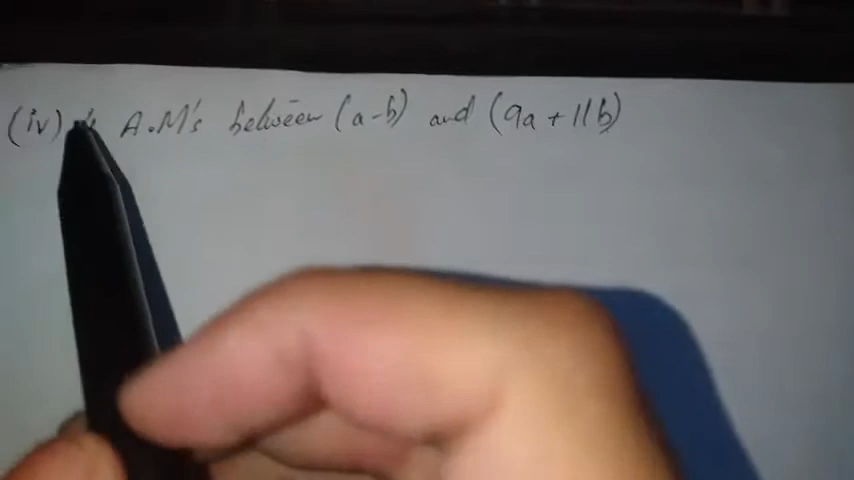 (iv) A.M's between (a-b) and (9a + 11b)